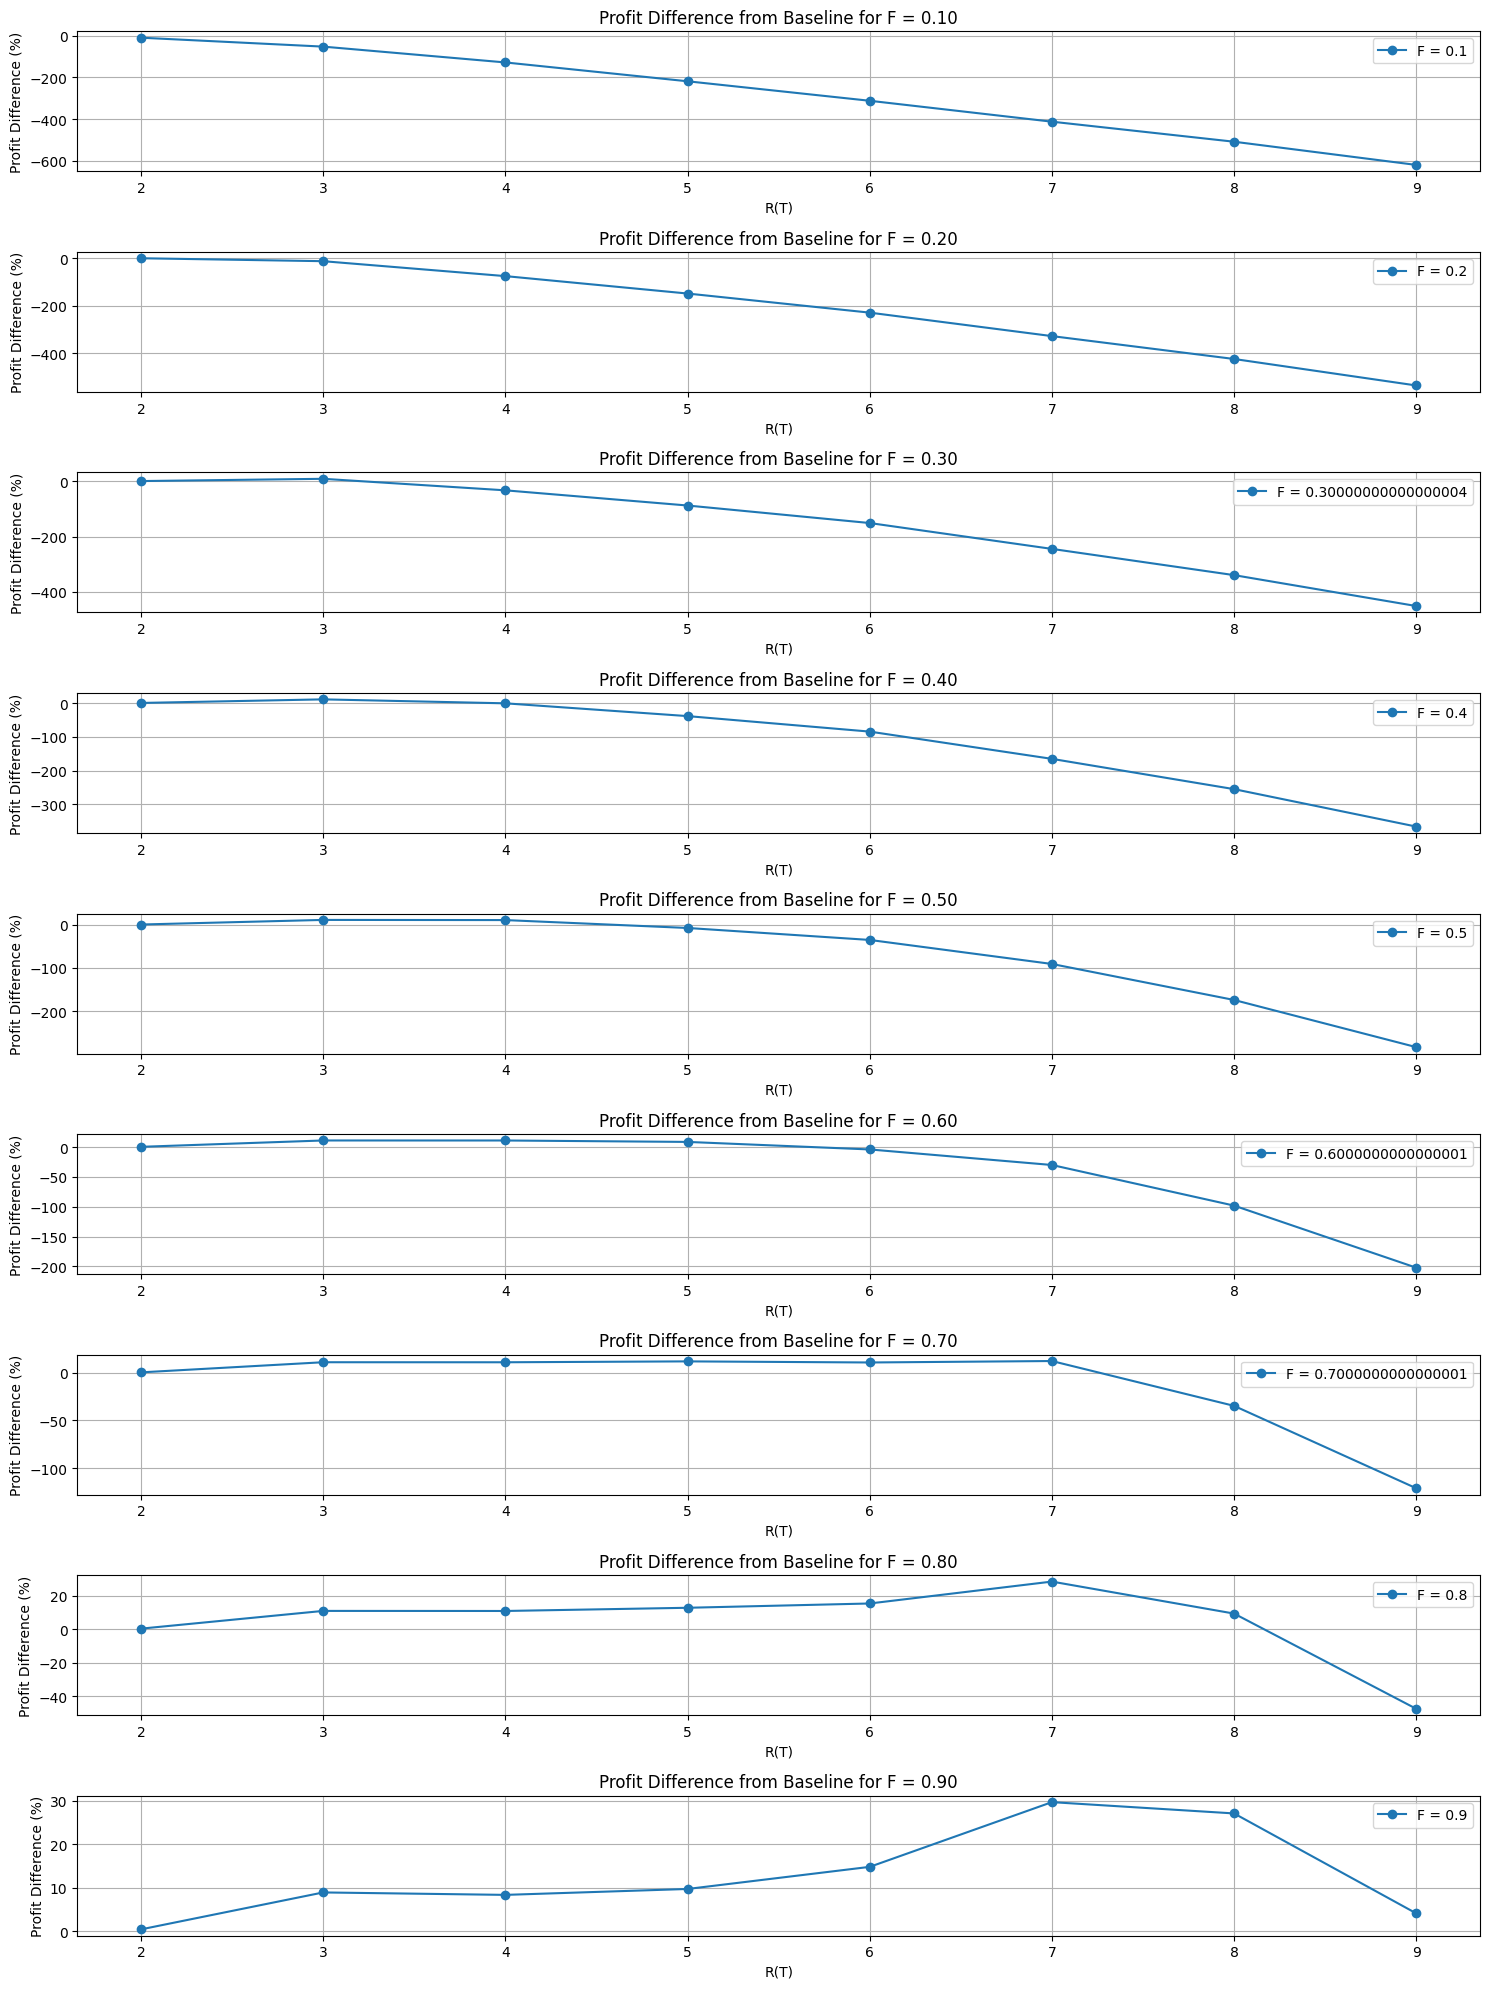 Profit Difference from Baseline for F = 0.10
Profit Difference (%)
0
−200
−400
−600
F = 0.1
2 3 4 5 6 7 8 9
R(T)
Profit Difference from Baseline for F = 0.20
Profit Difference (%)
0
−200
−400
F = 0.2
2 3 4 5 6 7 8 9
R(T)
Profit Difference from Baseline for F = 0.30
Profit Difference (%)
0
−200
−400
F = 0.30000000000000004
2 3 4 5 6 7 8 9
R(T)
Profit Difference from Baseline for F = 0.40
Profit Difference (%)
0
−100
−200
−300
F = 0.4
2 3 4 5 6 7 8 9
R(T)
Profit Difference from Baseline for F = 0.50
Profit Difference (%)
0
−100
−200
F = 0.5
2 3 4 5 6 7 8 9
R(T)
Profit Difference from Baseline for F = 0.60
Profit Difference (%)
0
−50
−100
−150
−200
F = 0.6000000000000001
2 3 4 5 6 7 8 9
R(T)
Profit Difference from Baseline for F = 0.70
Profit Difference (%)
0
−50
−100
F = 0.7000000000000001
2 3 4 5 6 7 8 9
R(T)
Profit Difference from Baseline for F = 0.80
Profit Difference (%)
20
0
−20
−40
F = 0.8
2 3 4 5 6 7 8 9
R(T)
Profit Difference from Baseline for F = 0.90
Profit Difference (%)
30
20
10
0
F = 0.9
2 3 4 5 6 7 8 9
R(T)